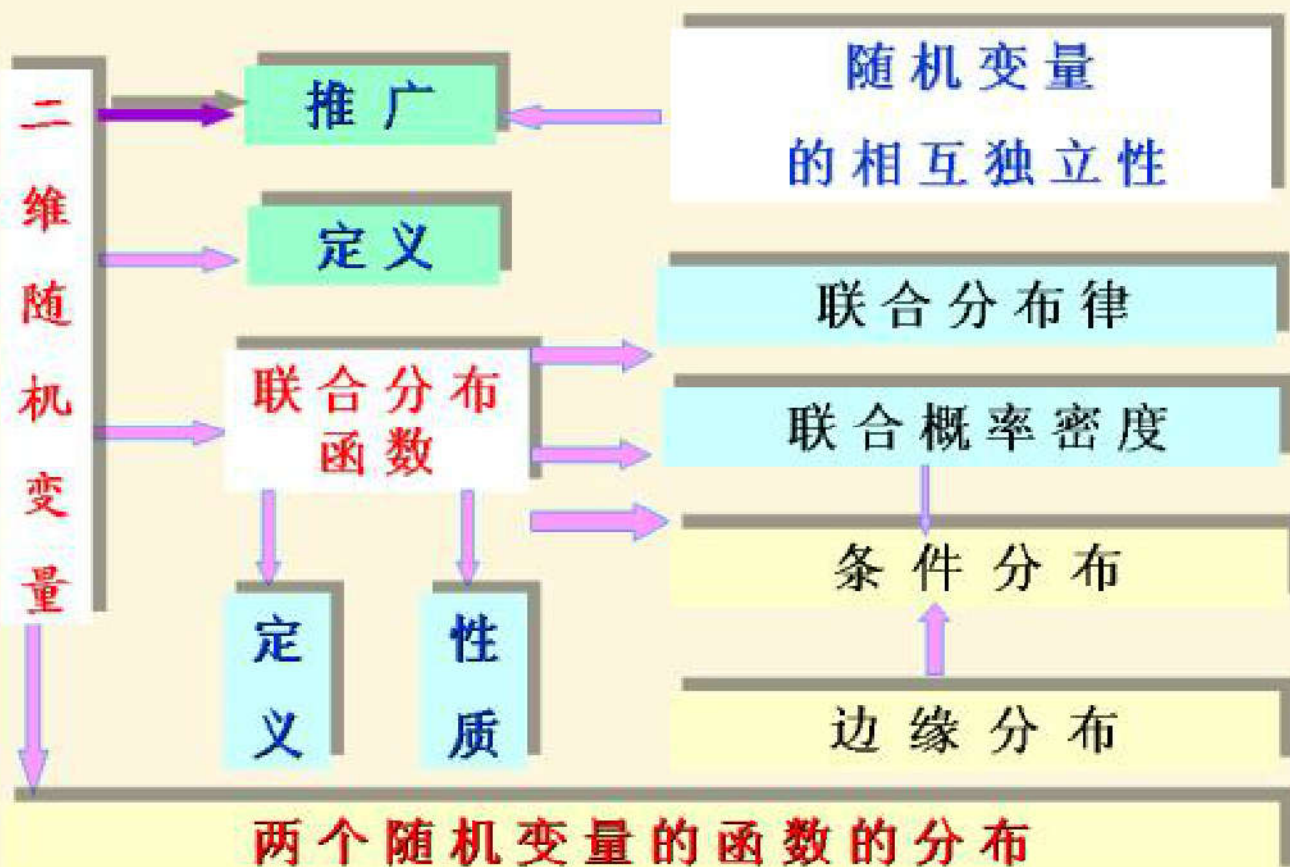 二维随机变量
推广
随机变量
的相互独立性
定义
联合分布律
联合分布
函数
联合概率密度
条件分布
定义
性质
边缘分布
两个随机变量的函数的分布